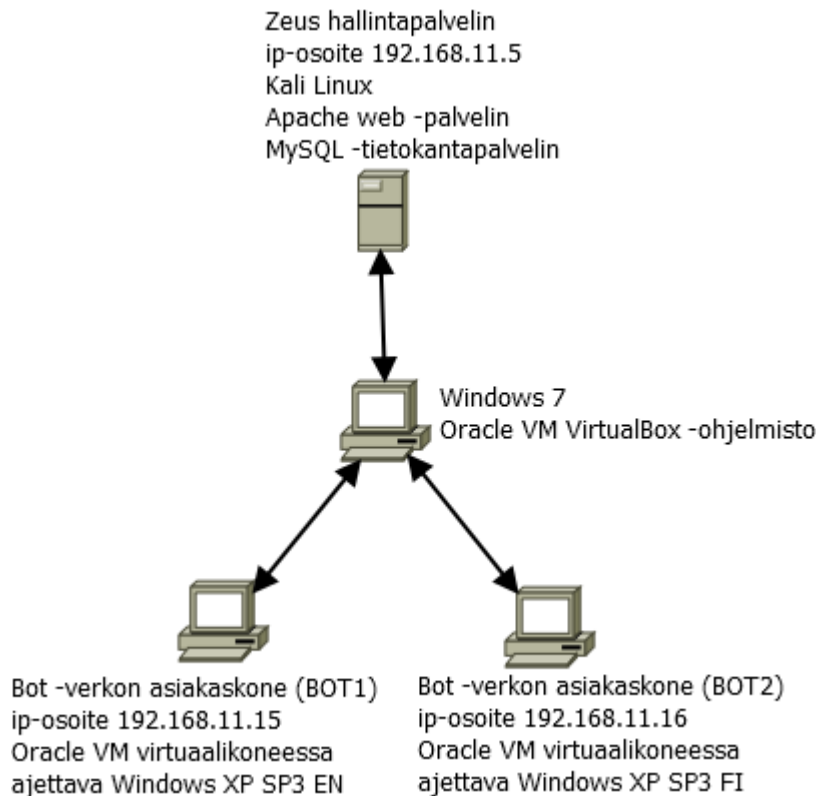 Zeus hallintapalvelin
ip-osoite 192.168.11.5
Kali Linux
Apache web -palvelin
MySQL -tietokantapalvelin
Windows 7
Oracle VM VirtualBox -ohjelmisto
Bot -verkon asiakaskone (BOT1)
ip-osoite 192.168.11.15
Oracle VM virtuaalikoneessa
ajettava Windows XP SP3 EN
Bot -verkon asiakaskone (BOT2)
ip-osoite 192.168.11.16
Oracle VM virtuaalikoneessa
ajettava Windows XP SP3 FI